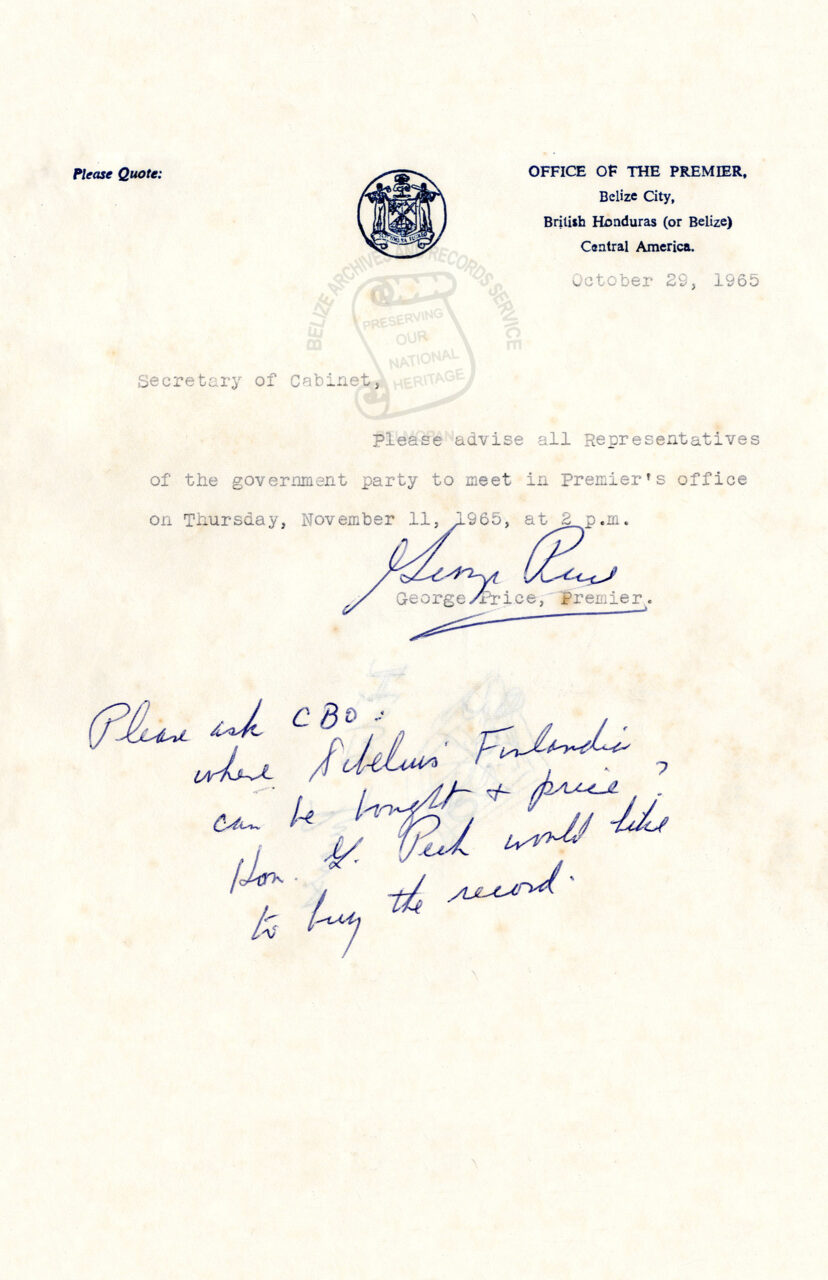 Please Quote:
OFFICE OF THE PREMIER,
Belize City,
British Honduras (or Belize)
Central America.
October 29, 1965
BELIZE ARCHIVES AND RECORDS SERVICE
PRESERVING
OUR
NATIONAL
HERITAGE
BELMOPAN
Secretary of Cabinet,
Please advise all Representatives
of the government party to meet in Premier's office
on Thursday, November 11, 1965, at 2 p.m.
George Price
George Price, Premier.
Please ask CBO:
where Sibelius' Finlandia
can be bought & price?
Hon. G. Pech would like
to buy the record.